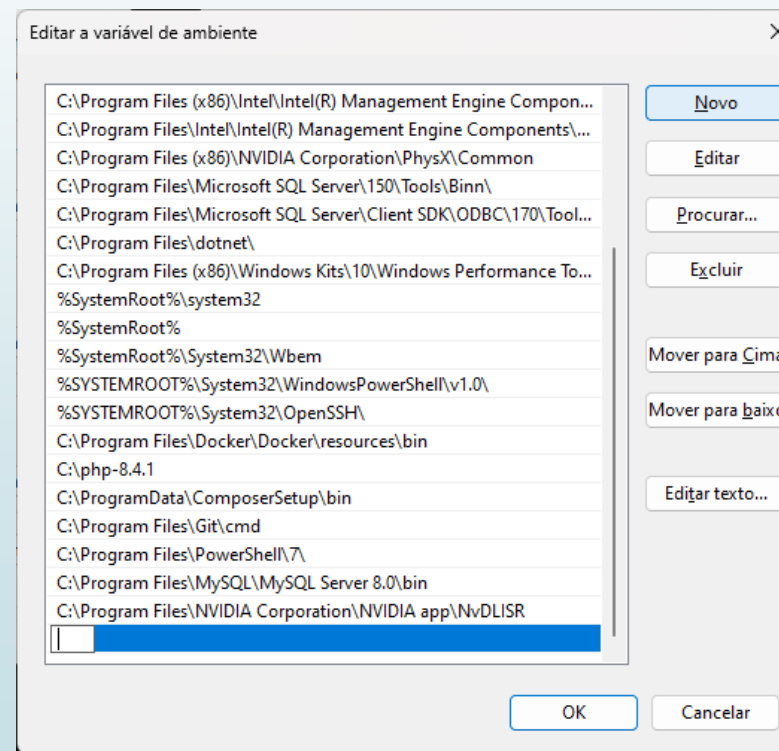 Editar a variável de ambiente
C:\Program Files (x86)\Intel\Intel(R) Management Engine Compon...
C:\Program Files\Intel\Intel(R) Management Engine Components\...
C:\Program Files (x86)\NVIDIA Corporation\PhysX\Common
C:\Program Files\Microsoft SQL Server\150\Tools\Binn\
C:\Program Files\Microsoft SQL Server\Client SDK\ODBC\170\Tool...
C:\Program Files\dotnet\
C:\Program Files (x86)\Windows Kits\10\Windows Performance To...
%SystemRoot%\system32
%SystemRoot%
%SystemRoot%\System32\Wbem
%SYSTEMROOT%\System32\WindowsPowerShell\v1.0\
%SYSTEMROOT%\System32\OpenSSH\
C:\Program Files\Docker\Docker\resources\bin
C:\php-8.4.1
C:\ProgramData\ComposerSetup\bin
C:\Program Files\Git\cmd
C:\Program Files\PowerShell\7\
C:\Program Files\MySQL\MySQL Server 8.0\bin
C:\Program Files\NVIDIA Corporation\NVIDIA app\NvDLISR
Novo
Editar
Procurar...
Excluir
Mover para Cima
Mover para baixo
Editar texto...
OK
Cancelar